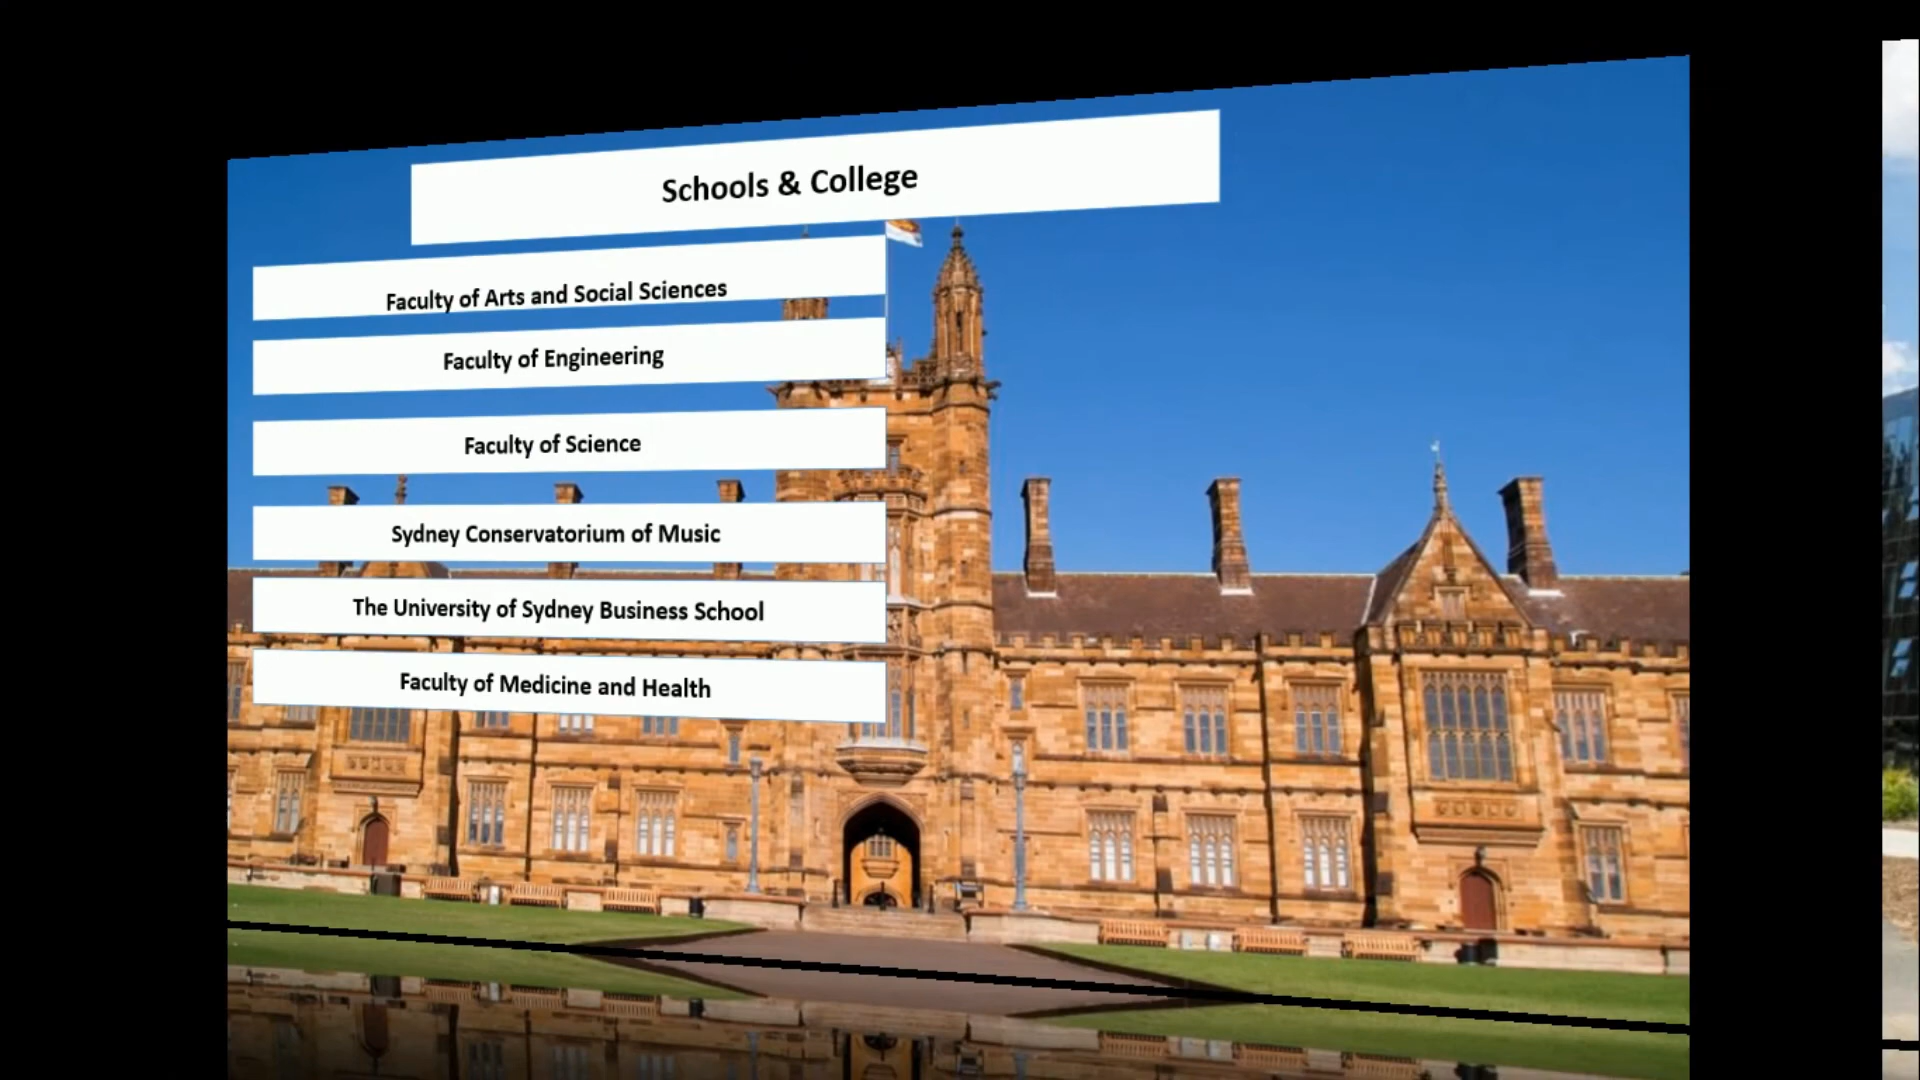 Schools & College
Faculty of Arts and Social Sciences
Faculty of Engineering
Faculty of Science
Sydney Conservatorium of Music
The University of Sydney Business School
Faculty of Medicine and Health